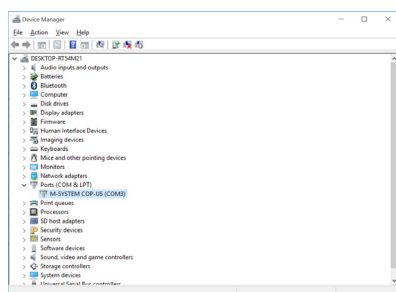 Device Manager
File Action View Help
DESKTOP-RT54M21
Audio inputs and outputs
Batteries
Bluetooth
Computer
Disk drives
Display adapters
Firmware
Human Interface Devices
Imaging devices
Keyboards
Mice and other pointing devices
Monitors
Network adapters
Ports (COM & LPT)
M-SYSTEM COP-US (COM3)
Print queues
Processors
SD host adapters
Security devices
Sensors
Software devices
Sound, video and game controllers
Storage controllers
System devices
Universal Serial Bus controllers